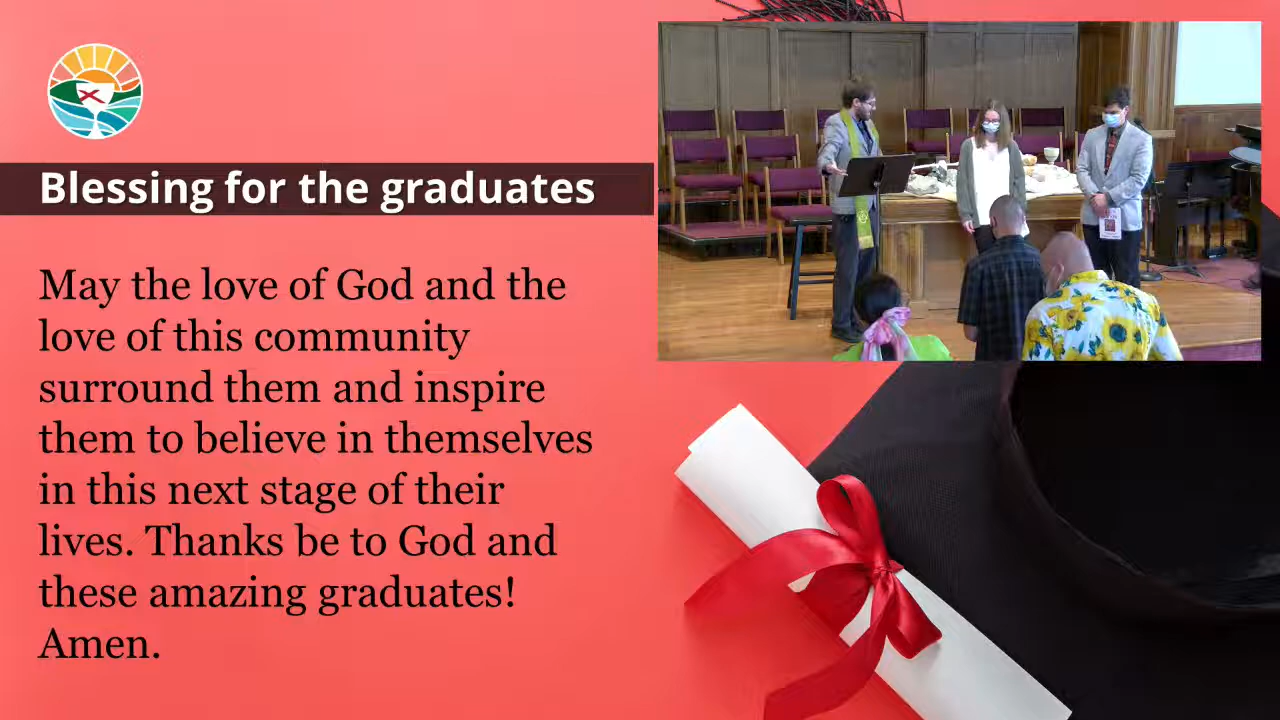 Blessing for the graduates
May the love of God and the
love of this community
surround them and inspire
them to believe in themselves
in this next stage of their
lives. Thanks be to God and
these amazing graduates!
Amen.